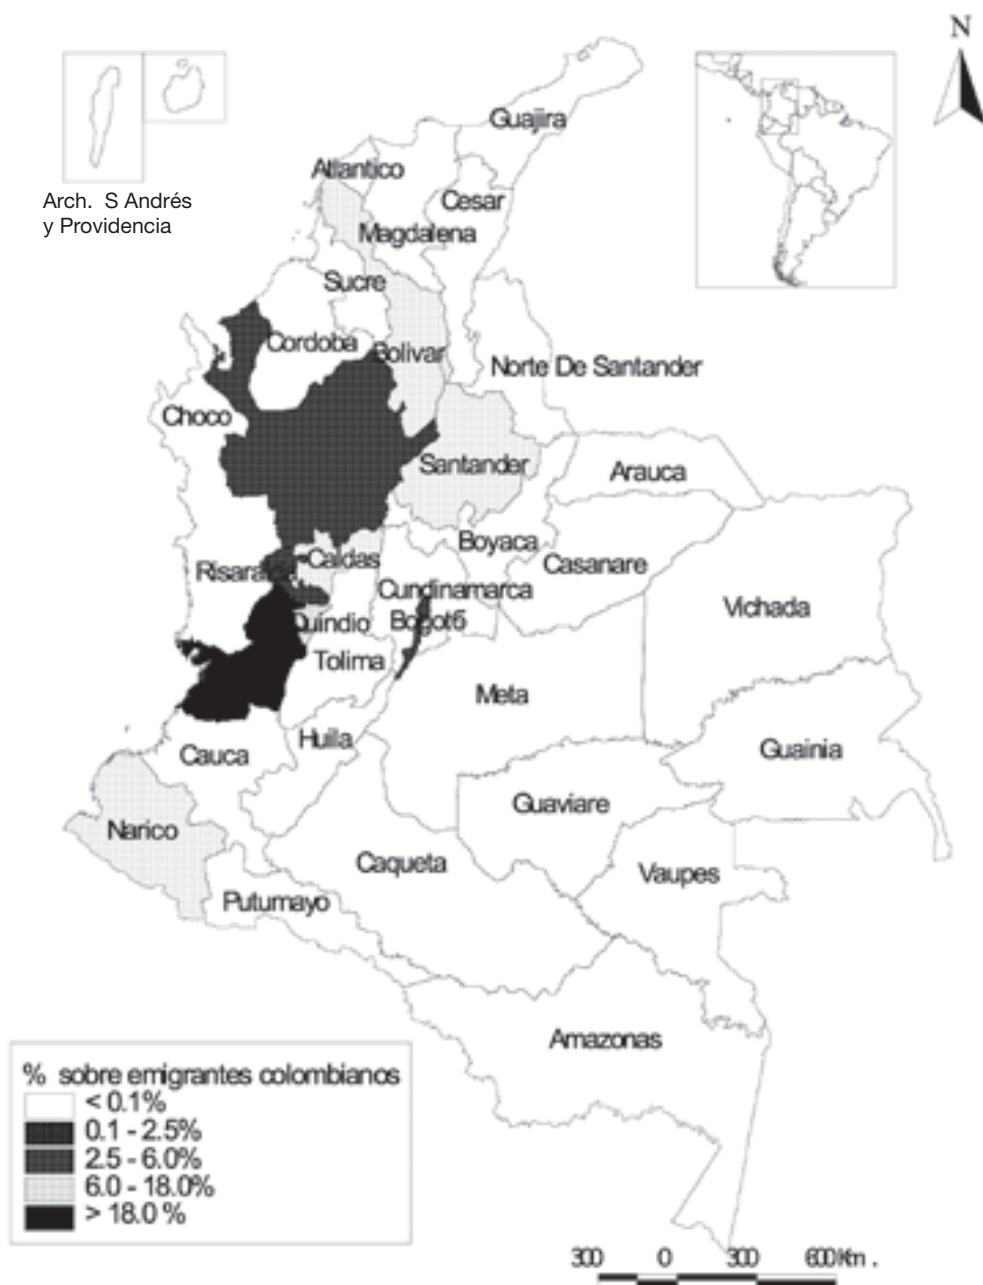 N
Guajira
Atlantico
Arch. S Andrés
y Providencia
Cesar
Magdalena
Sucre
Cordoba
Bolivar
Norte De Santander
Choco
Santander
Arauca
Boyaca
Caldas
Casanare
Cundinamarca
Vichada
Quindio
Tolima
Meta
Huila
Cauca
Guainia
Guaviare
Narico
Caqueta
Vaupes
Putumayo
Amazonas
% sobre emigrantes colombianos
< 0.1%
0.1 - 2.5%
2.5 - 6.0%
6.0 - 18.0%
> 18.0 %
300 0 300 600 Km .